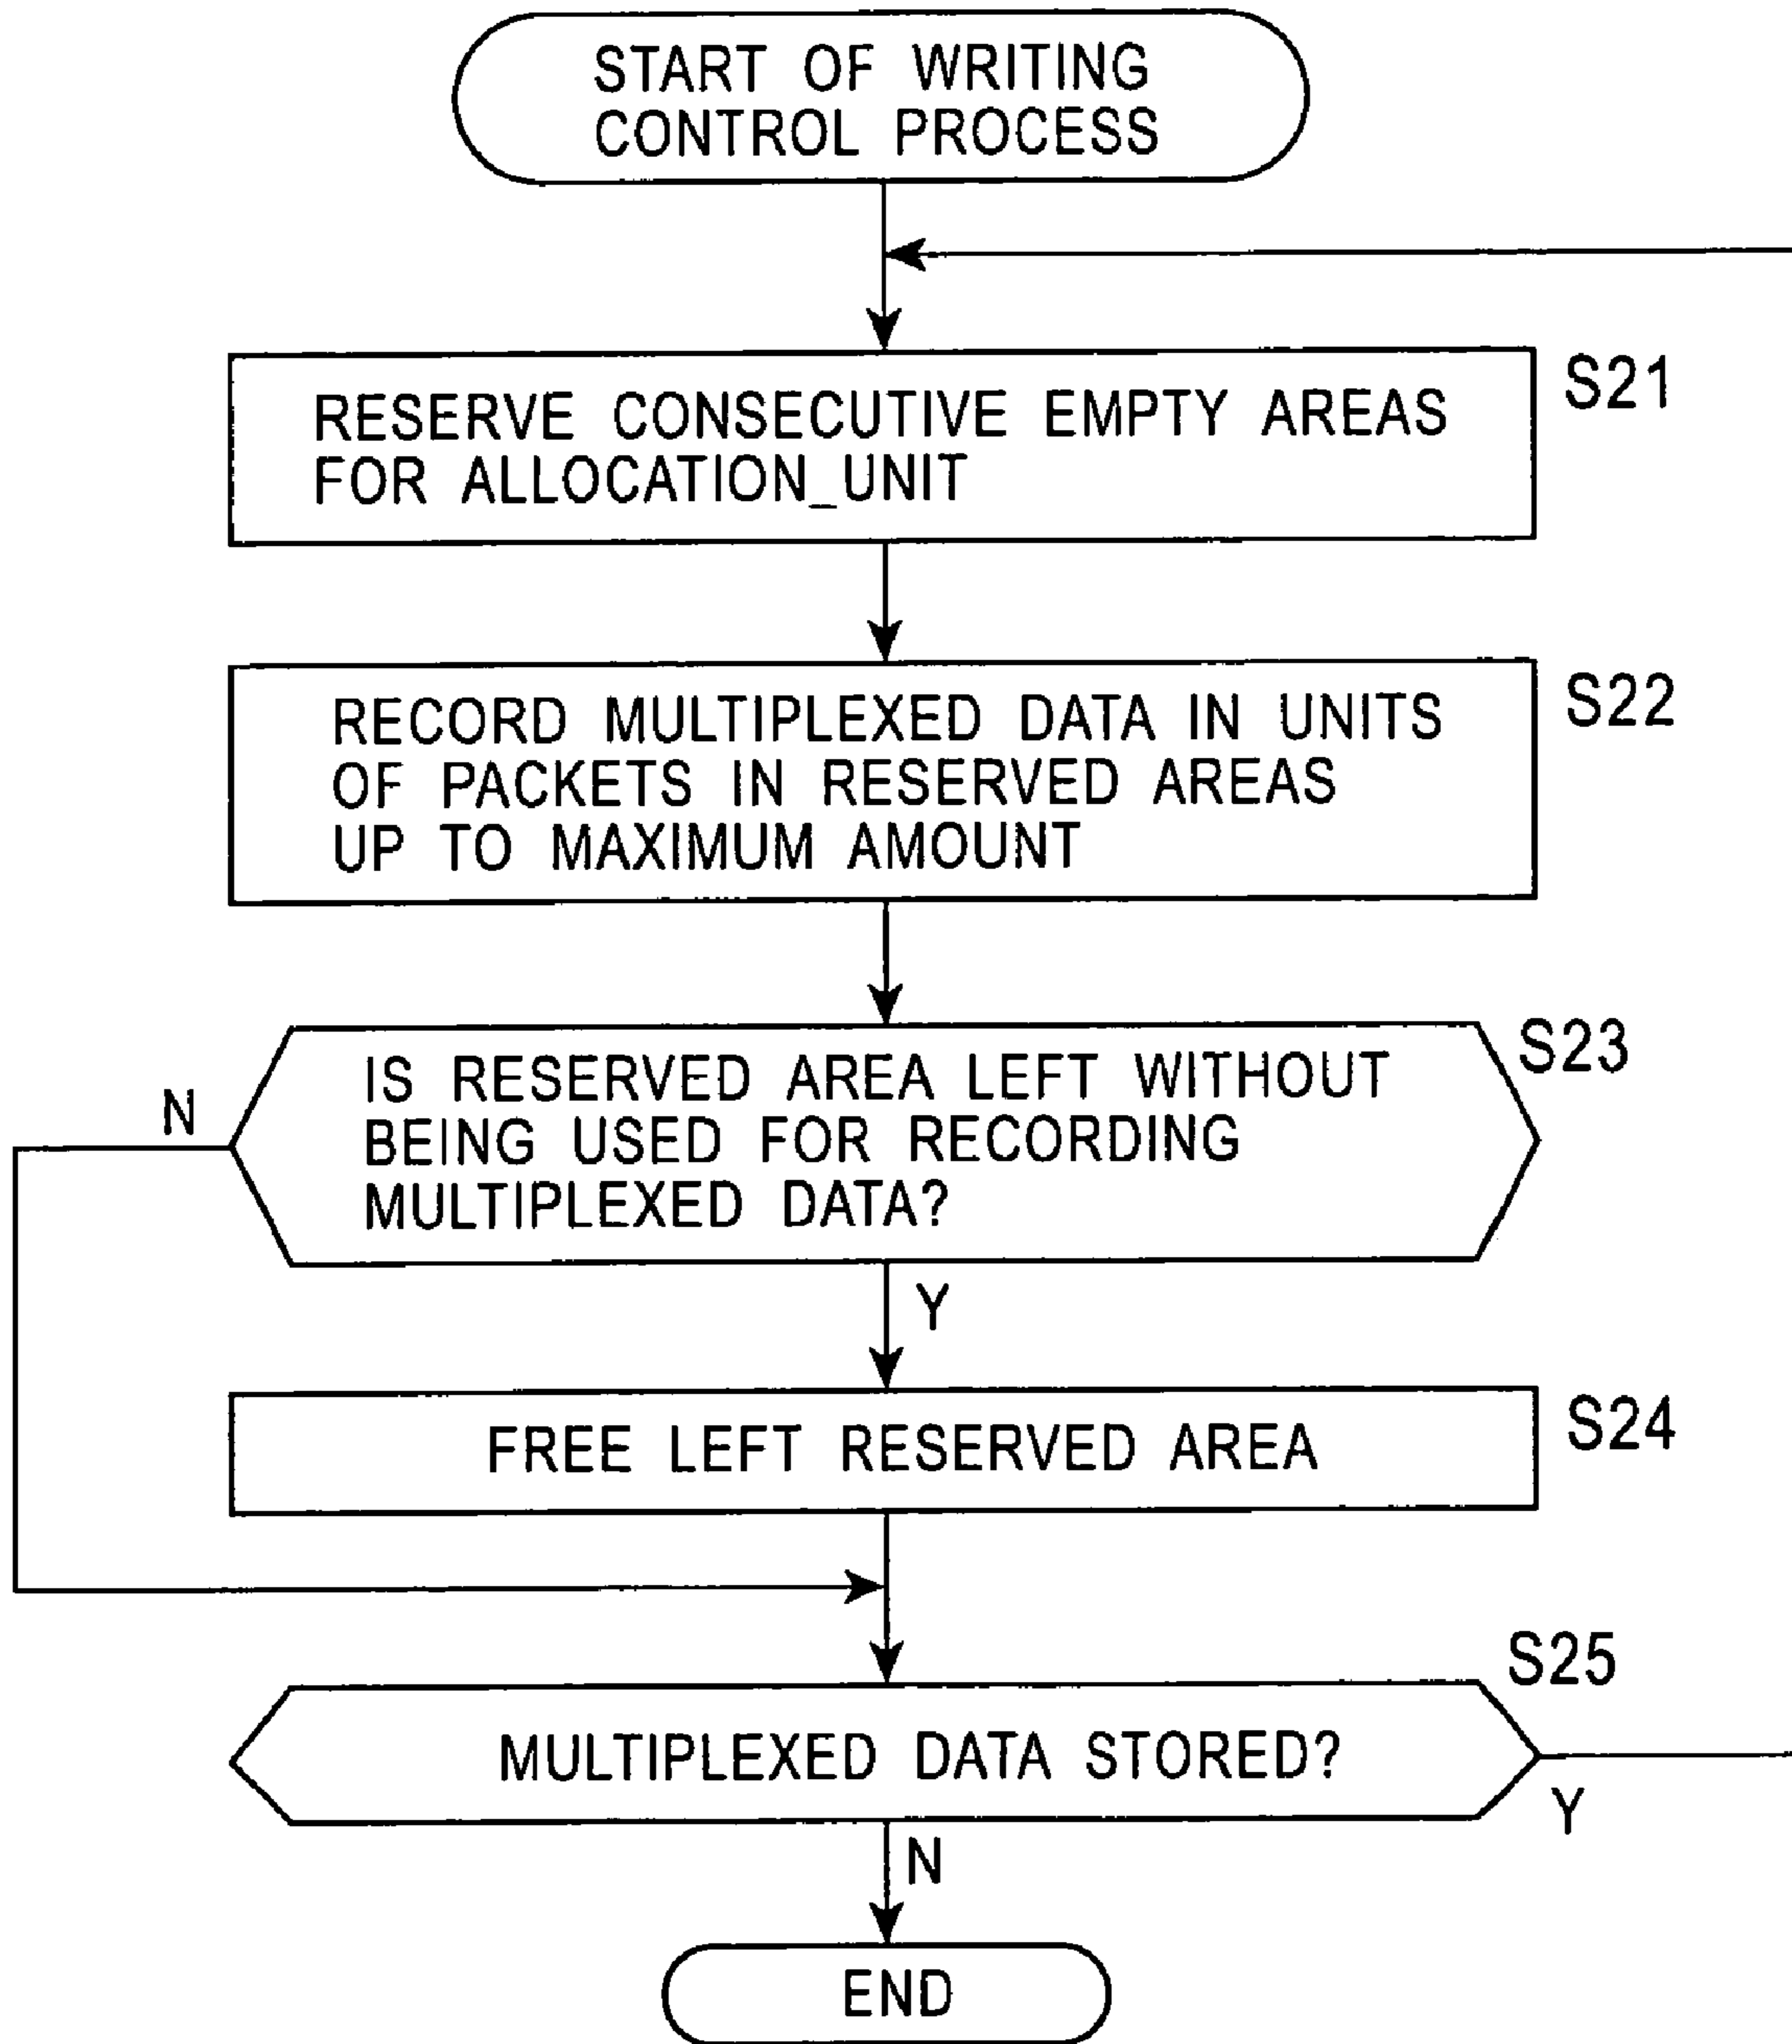 START OF WRITING
CONTROL PROCESS
RESERVE CONSECUTIVE EMPTY AREAS
FOR ALLOCATION_UNIT
S21
RECORD MULTIPLEXED DATA IN UNITS
OF PACKETS IN RESERVED AREAS
UP TO MAXIMUM AMOUNT
S22
IS RESERVED AREA LEFT WITHOUT
BEING USED FOR RECORDING
MULTIPLEXED DATA?
S23
N
Y
FREE LEFT RESERVED AREA
S24
S25
MULTIPLEXED DATA STORED?
Y
N
END